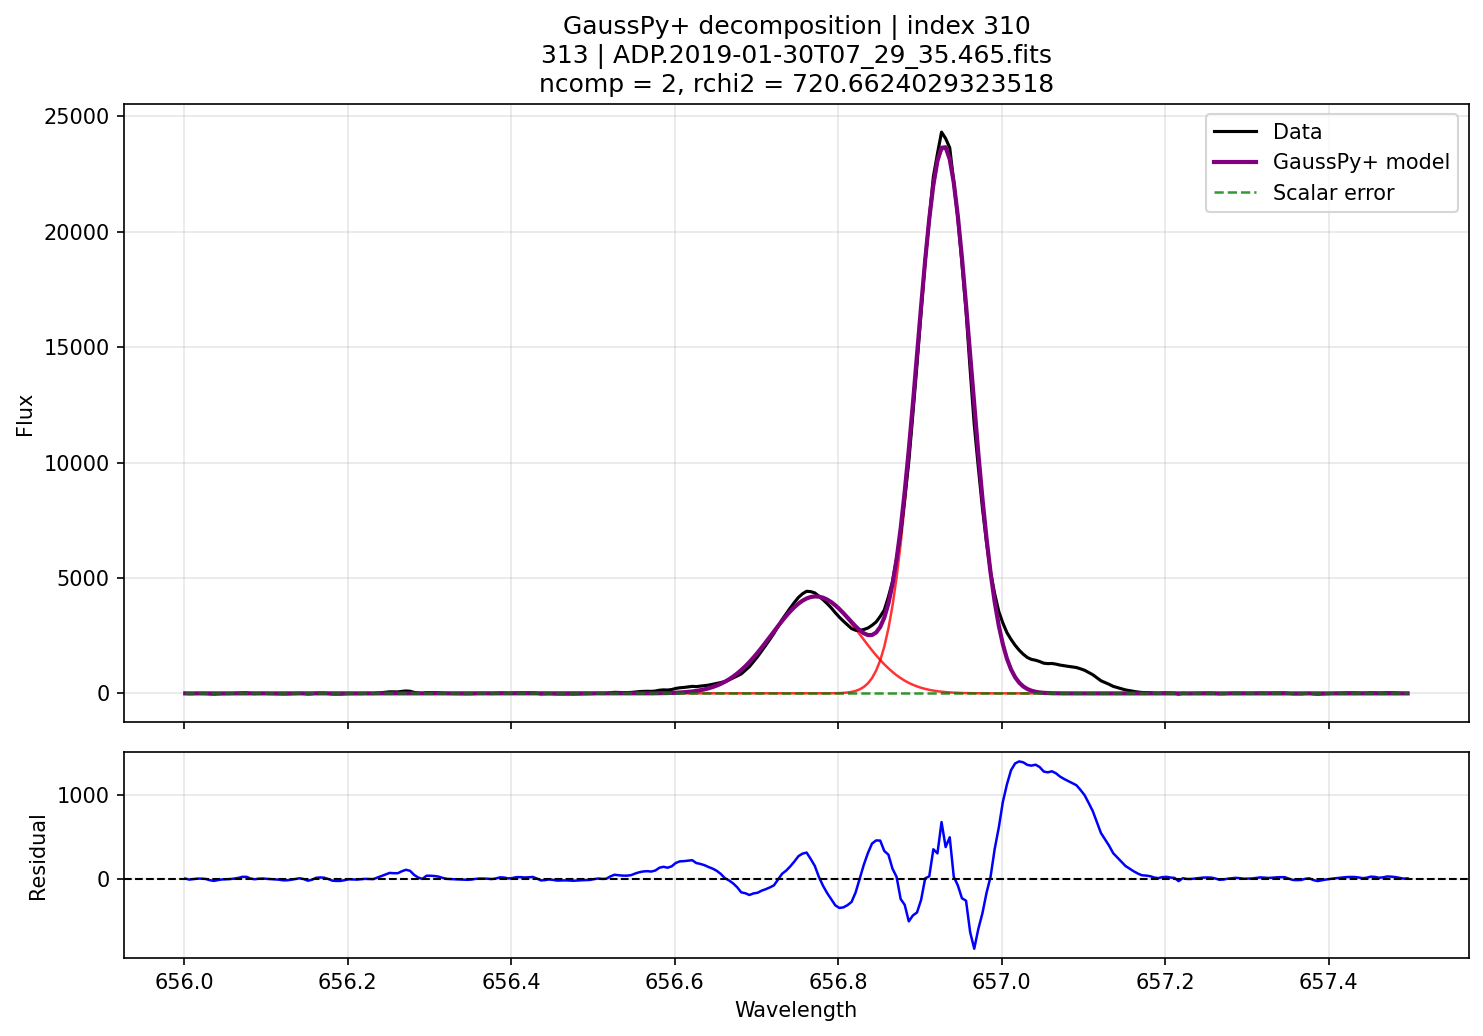 GaussPy+ decomposition | index 310
313 | ADP.2019-01-30T07_29_35.465.fits
ncomp = 2, rchi2 = 720.6624029323518
25000
20000
15000
10000
5000
0
Flux
Data
GaussPy+ model
Scalar error
1000
0
Residual
656.0
656.2
656.4
656.6
656.8
657.0
657.2
657.4
Wavelength